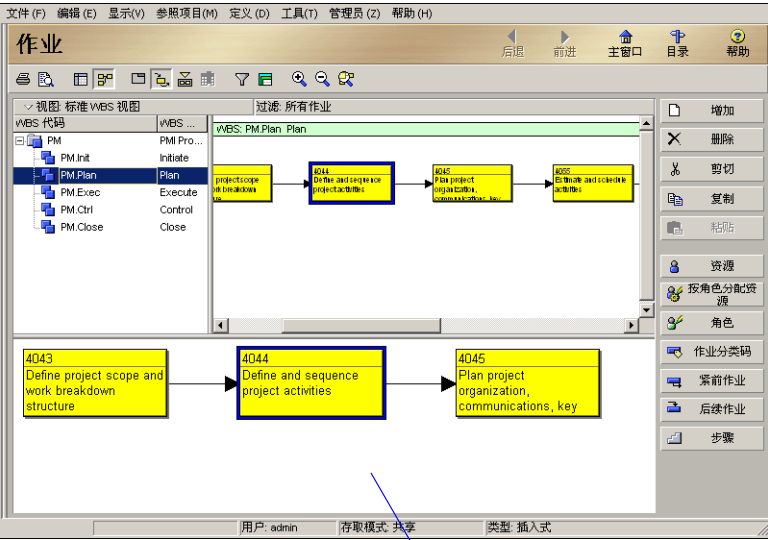 文件(F) 编辑(E) 显示(V) 参照项目(M) 定义(D) 工具(T) 管理员(Z) 帮助(H)
作业
后退 前进 主窗口 目录 帮助
视图: 标准 WBS 视图 过滤: 所有作业
WBS 代码 WBS ...
PM PMI Pro...
PM.Init Initiate
PM.Plan Plan
PM.Exec Execute
PM.Ctrl Control
PM.Close Close
WBS: PM.Plan Plan
project scope
rk breakdown
4044
Define and sequence
project activities
4045
Plan project
organization,
communications, key
4055
Estimate and schedule
activities
4043
Define project scope and
work breakdown
structure
4044
Define and sequence
project activities
4045
Plan project
organization,
communications, key
增加
删除
剪切
复制
粘贴
资源
按角色分配资
源
角色
作业分类码
紧前作业
后续作业
步骤
用户: admin 存取模式: 共享 类型: 插入式